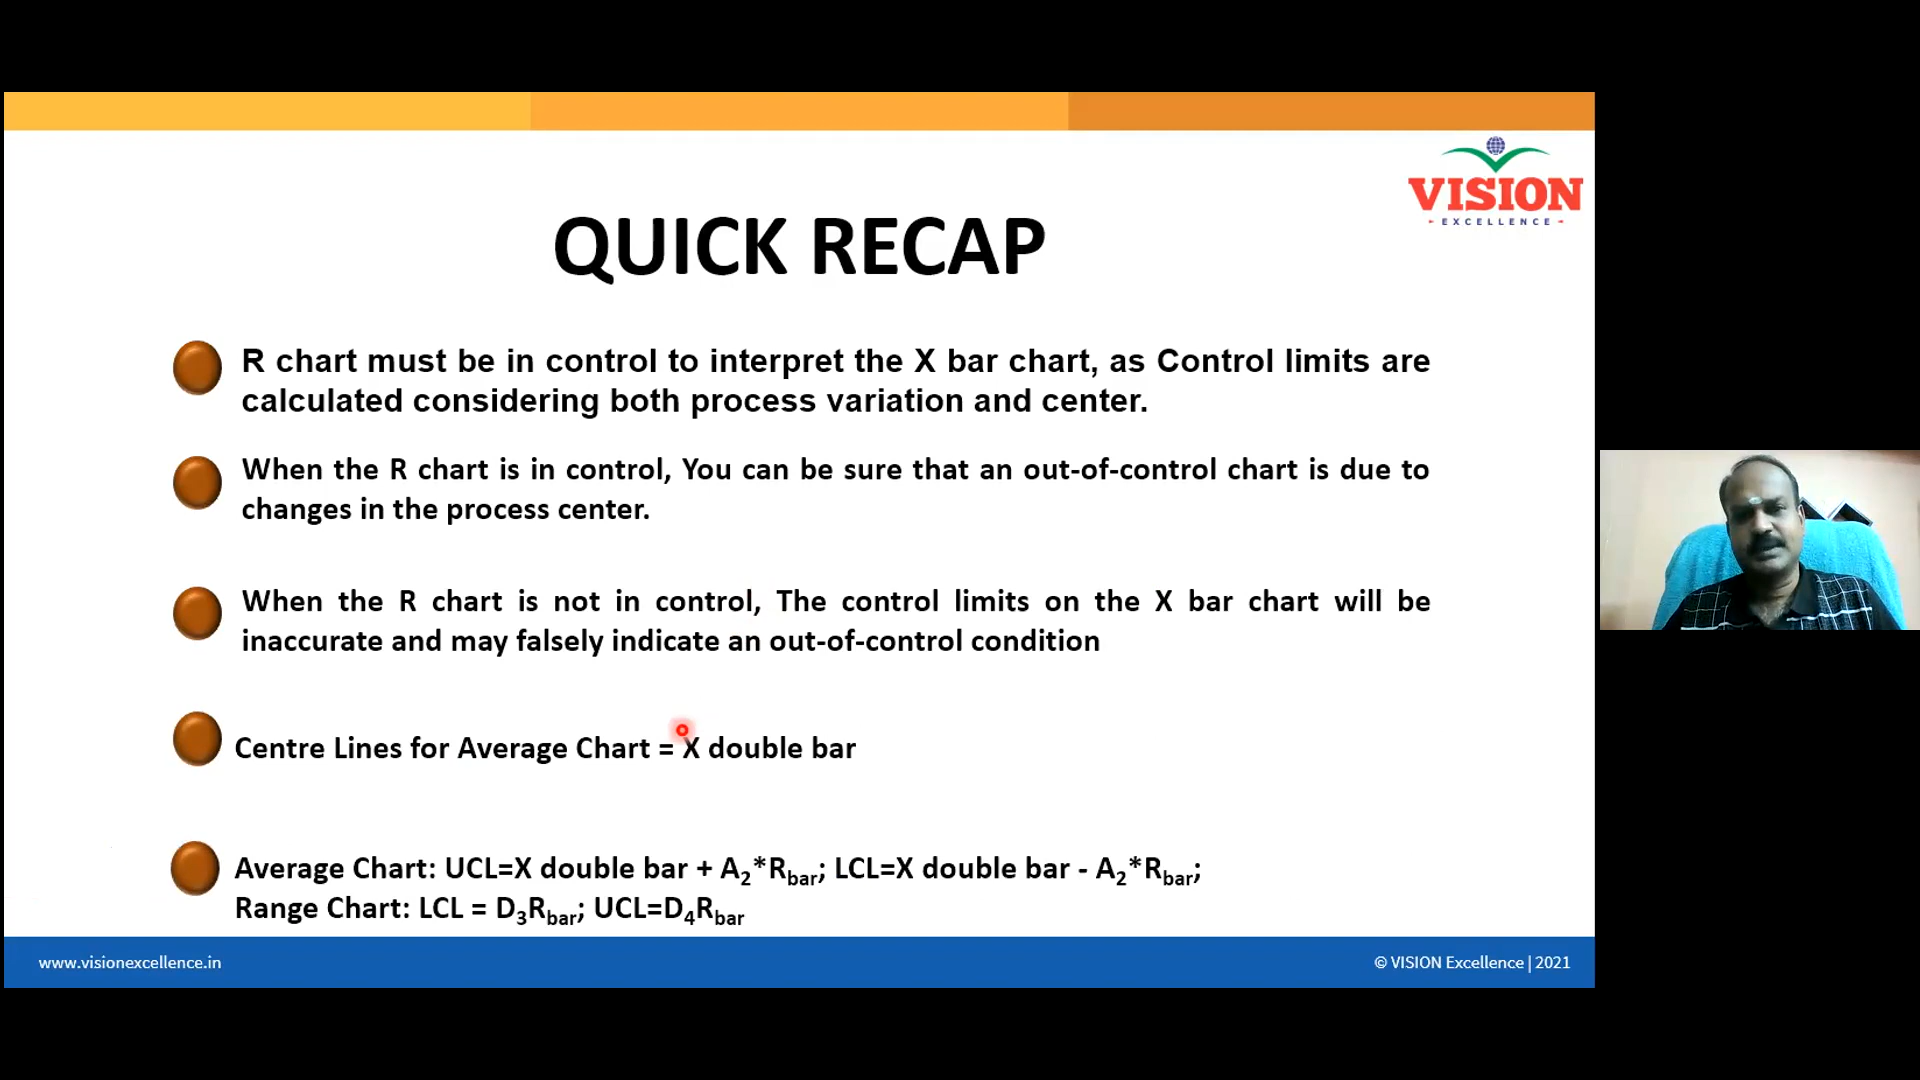 VISION
EXCELLENCE
QUICK RECAP
R chart must be in control to interpret the X bar chart, as Control limits are
calculated considering both process variation and center.
When the R chart is in control, You can be sure that an out-of-control chart is due to
changes in the process center.
When the R chart is not in control, The control limits on the X bar chart will be
inaccurate and may falsely indicate an out-of-control condition
Centre Lines for Average Chart = X double bar
Average Chart: UCL=X double bar + A₂*Rbar; LCL=X double bar - A₂*Rbar;
Range Chart: LCL = D₃Rbar; UCL=D₄Rbar
www.visionexcellence.in
© VISION Excellence | 2021